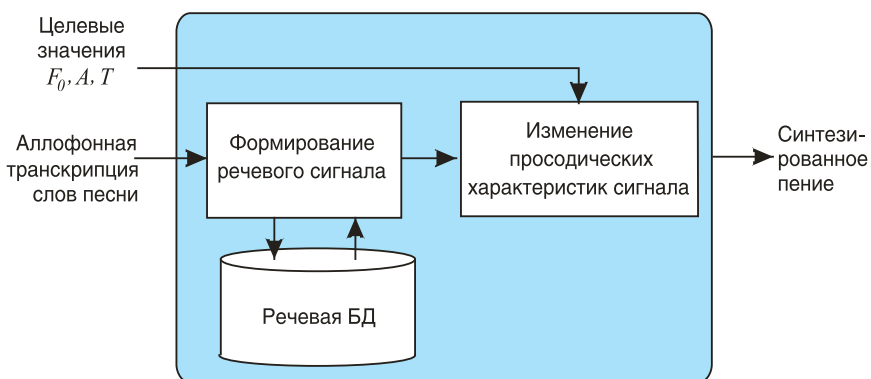 Целевые
значения
F₀, A, T
Аллофонная
транскрипция
слов песни
Формирование
речевого сигнала
Речевая БД
Изменение
просодических
характеристик сигнала
Синтези-
рованное
пение